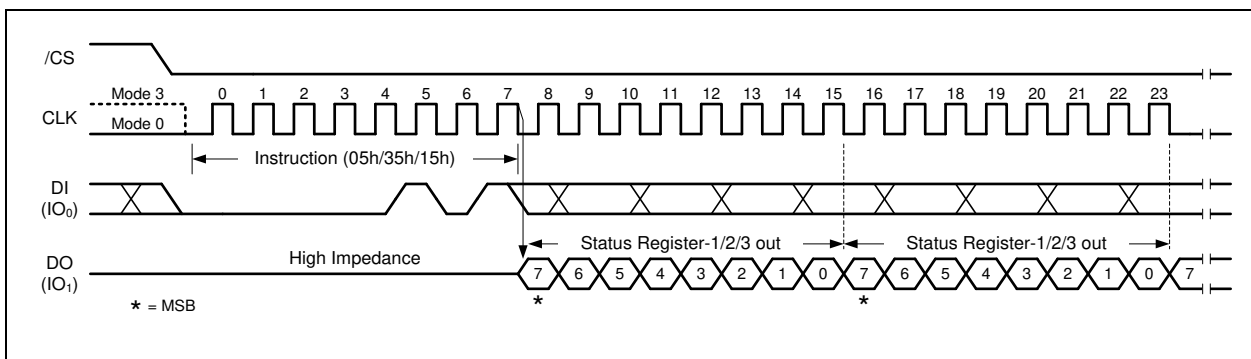 /CS
Mode 3
CLK
Mode 0
0 1 2 3 4 5 6 7 8 9 10 11 12 13 14 15 16 17 18 19 20 21 22 23
Instruction (05h/35h/15h)
DI
(IO₀)
Status Register-1/2/3 out Status Register-1/2/3 out
High Impedance
DO
(IO₁)
7 6 5 4 3 2 1 0 7 6 5 4 3 2 1 0 7
* *
* = MSB